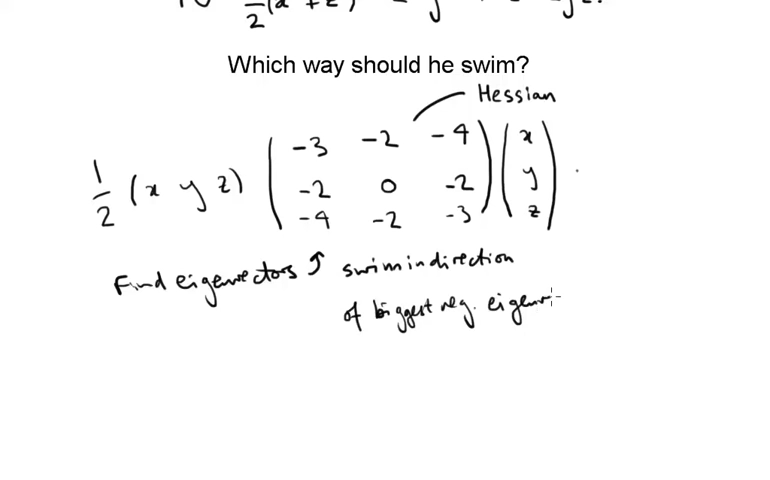 Which way should he swim?
Hessian
1/2 (x y z) ( -3 -2 -4 ) ( x )
( -2 0 -2 ) ( y )
( -4 -2 -3 ) ( z )
Find eigenvectors ↑ swim in direction
of biggest neg. eigenv